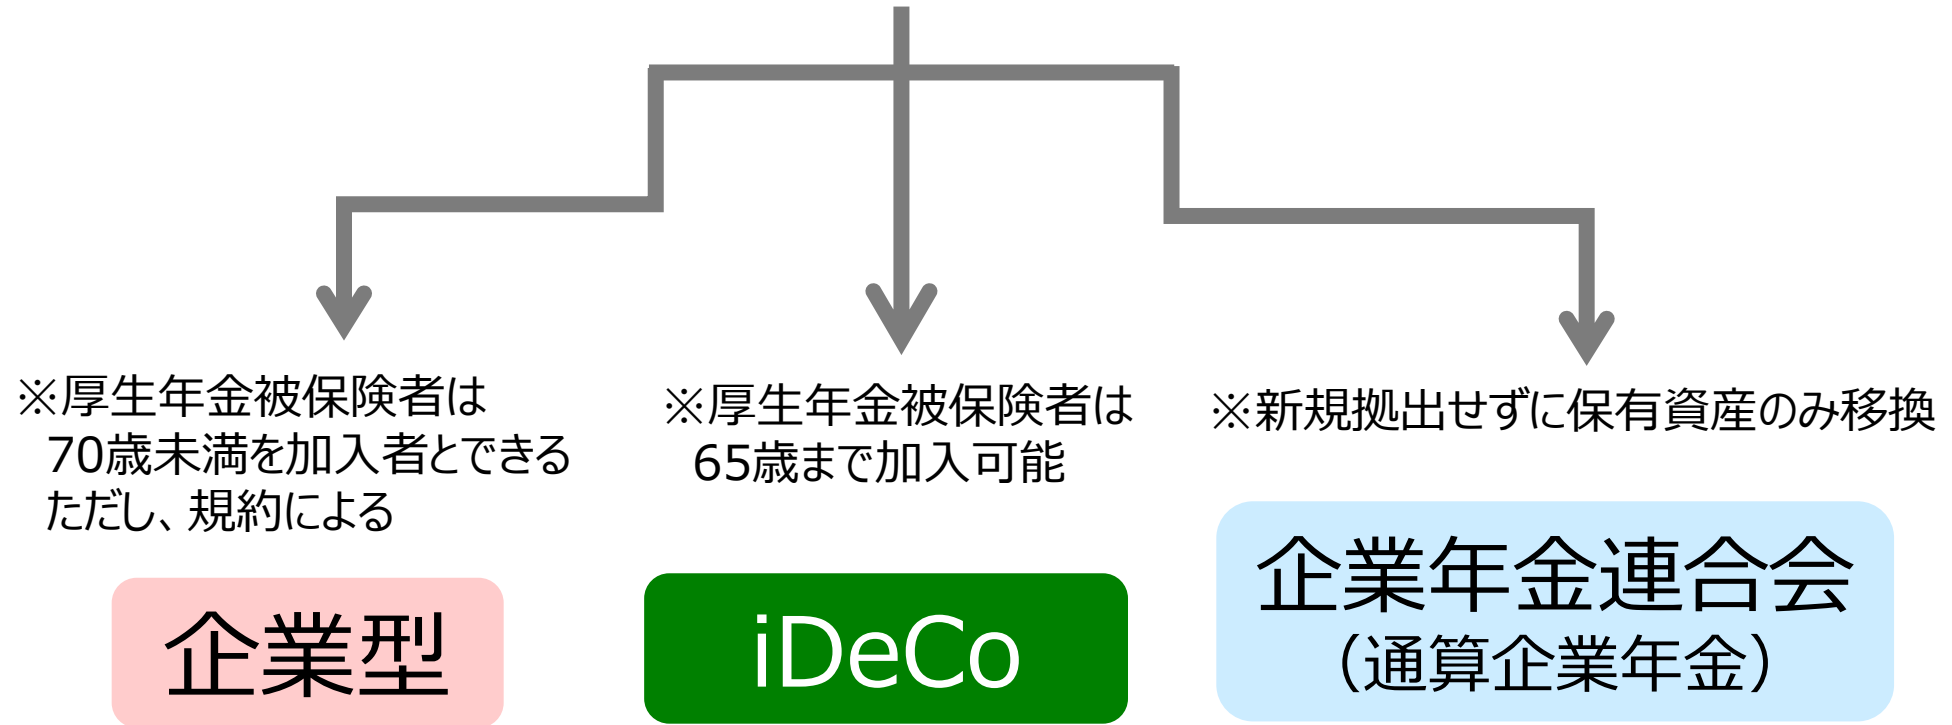 ※厚生年金被保険者は
70歳未満を加入者とできる
ただし、規約による
企業型
※厚生年金被保険者は
65歳まで加入可能
iDeCo
※新規拠出せずに保有資産のみ移換
企業年金連合会
（通算企業年金）